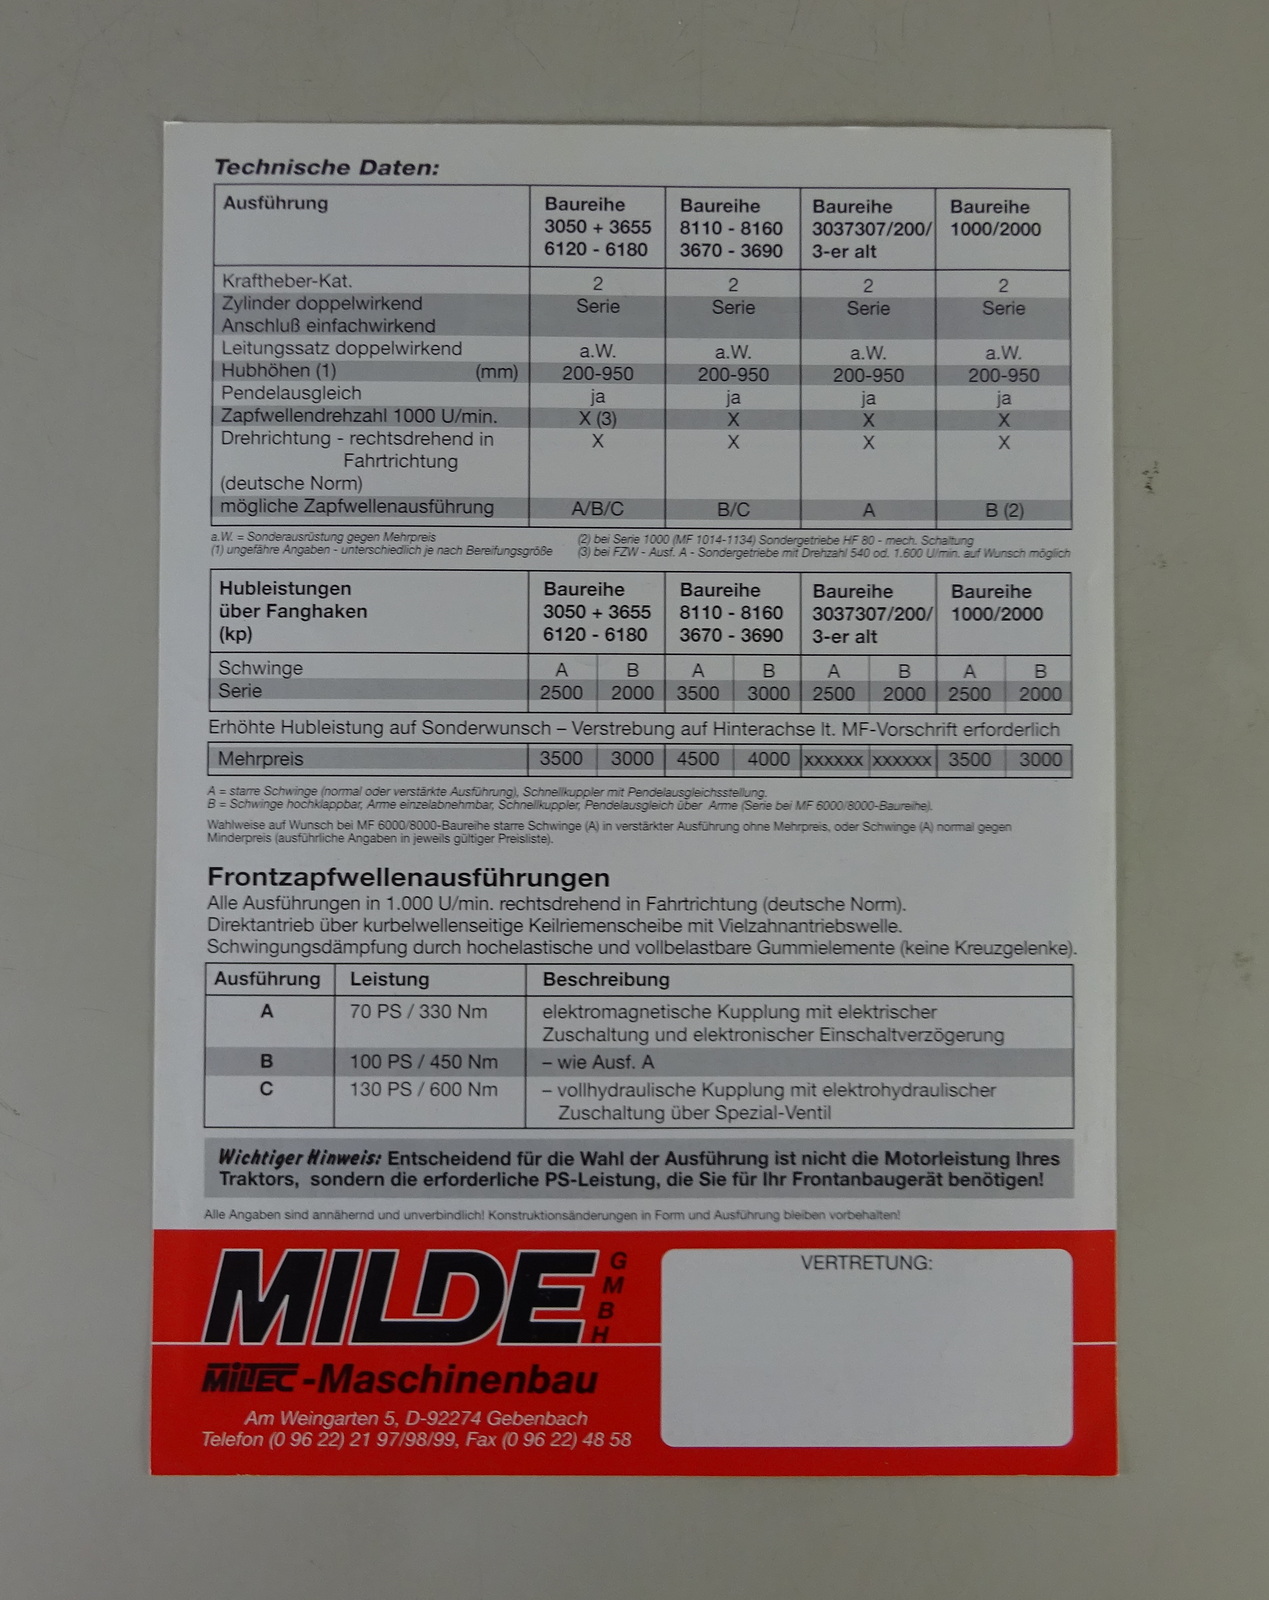 Technische Daten:
Ausführung Baureihe Baureihe Baureihe Baureihe
3050 + 3655 8110 - 8160 3037307/200/ 1000/2000
6120 - 6180 3670 - 3690 3-er alt
Kraftheber-Kat. 2 2 2 2
Zylinder doppelwirkend Serie Serie Serie Serie
Anschluß einfachwirkend
Leitungssatz doppelwirkend a.W. a.W. a.W. a.W.
Hubhöhen (1) (mm) 200-950 200-950 200-950 200-950
Pendelausgleich ja ja ja ja
Zapfwellendrehzahl 1000 U/min. X (3) X X X
Drehrichtung - rechtsdrehend in X X X X
Fahrtrichtung
(deutsche Norm)
mögliche Zapfwellenausführung A/B/C B/C A B (2)
a.W. = Sonderausrüstung gegen Mehrpreis (2) bei Serie 1000 (MF 1014-1134) Sondergetriebe HF 80 - mech. Schaltung
(1) ungefähre Angaben - unterschiedlich je nach Bereifungsgröße (3) bei FZW - Ausf. A - Sondergetriebe mit Drehzahl 540 od. 1.600 U/min. auf Wunsch möglich
Hubleistungen Baureihe Baureihe Baureihe Baureihe
über Fanghaken 3050 + 3655 8110 - 8160 3037307/200/ 1000/2000
(kp) 6120 - 6180 3670 - 3690 3-er alt
Schwinge A B A B A B A B
Serie 2500 2000 3500 3000 2500 2000 2500 2000
Erhöhte Hubleistung auf Sonderwunsch – Verstrebung auf Hinterachse lt. MF-Vorschrift erforderlich
Mehrpreis 3500 3000 4500 4000 xxxxxx xxxxxx 3500 3000
A = starre Schwinge (normal oder verstärkte Ausführung), Schnellkuppler mit Pendelausgleichsstellung.
B = Schwinge hochklappbar, Arme einzelabnehmbar, Schnellkuppler, Pendelausgleich über Arme (Serie bei MF 6000/8000-Baureihe).
Wahlweise auf Wunsch bei MF 6000/8000-Baureihe starre Schwinge (A) in verstärkter Ausführung ohne Mehrpreis, oder Schwinge (A) normal gegen
Minderpreis (ausführliche Angaben in jeweils gültiger Preisliste).
Frontzapfwellenausführungen
Alle Ausführungen in 1.000 U/min. rechtsdrehend in Fahrtrichtung (deutsche Norm).
Direktantrieb über kurbelwellenseitige Keilriemenscheibe mit Vielzahnantriebswelle.
Schwingungsdämpfung durch hochelastische und vollbelastbare Gummielemente (keine Kreuzgelenke).
Ausführung Leistung Beschreibung
A 70 PS / 330 Nm elektromagnetische Kupplung mit elektrischer
Zuschaltung und elektronischer Einschaltverzögerung
B 100 PS / 450 Nm – wie Ausf. A
C 130 PS / 600 Nm – vollhydraulische Kupplung mit elektrohydraulischer
Zuschaltung über Spezial-Ventil
Wichtiger Hinweis: Entscheidend für die Wahl der Ausführung ist nicht die Motorleistung Ihres
Traktors, sondern die erforderliche PS-Leistung, die Sie für Ihr Frontanbaugerät benötigen!
Alle Angaben sind annähernd und unverbindlich! Konstruktionsänderungen in Form und Ausführung bleiben vorbehalten!
MILDE GMBH
MILTEC-Maschinenbau
Am Weingarten 5, D-92274 Gebenbach
Telefon (0 96 22) 21 97/98/99, Fax (0 96 22) 48 58
VERTRETUNG: